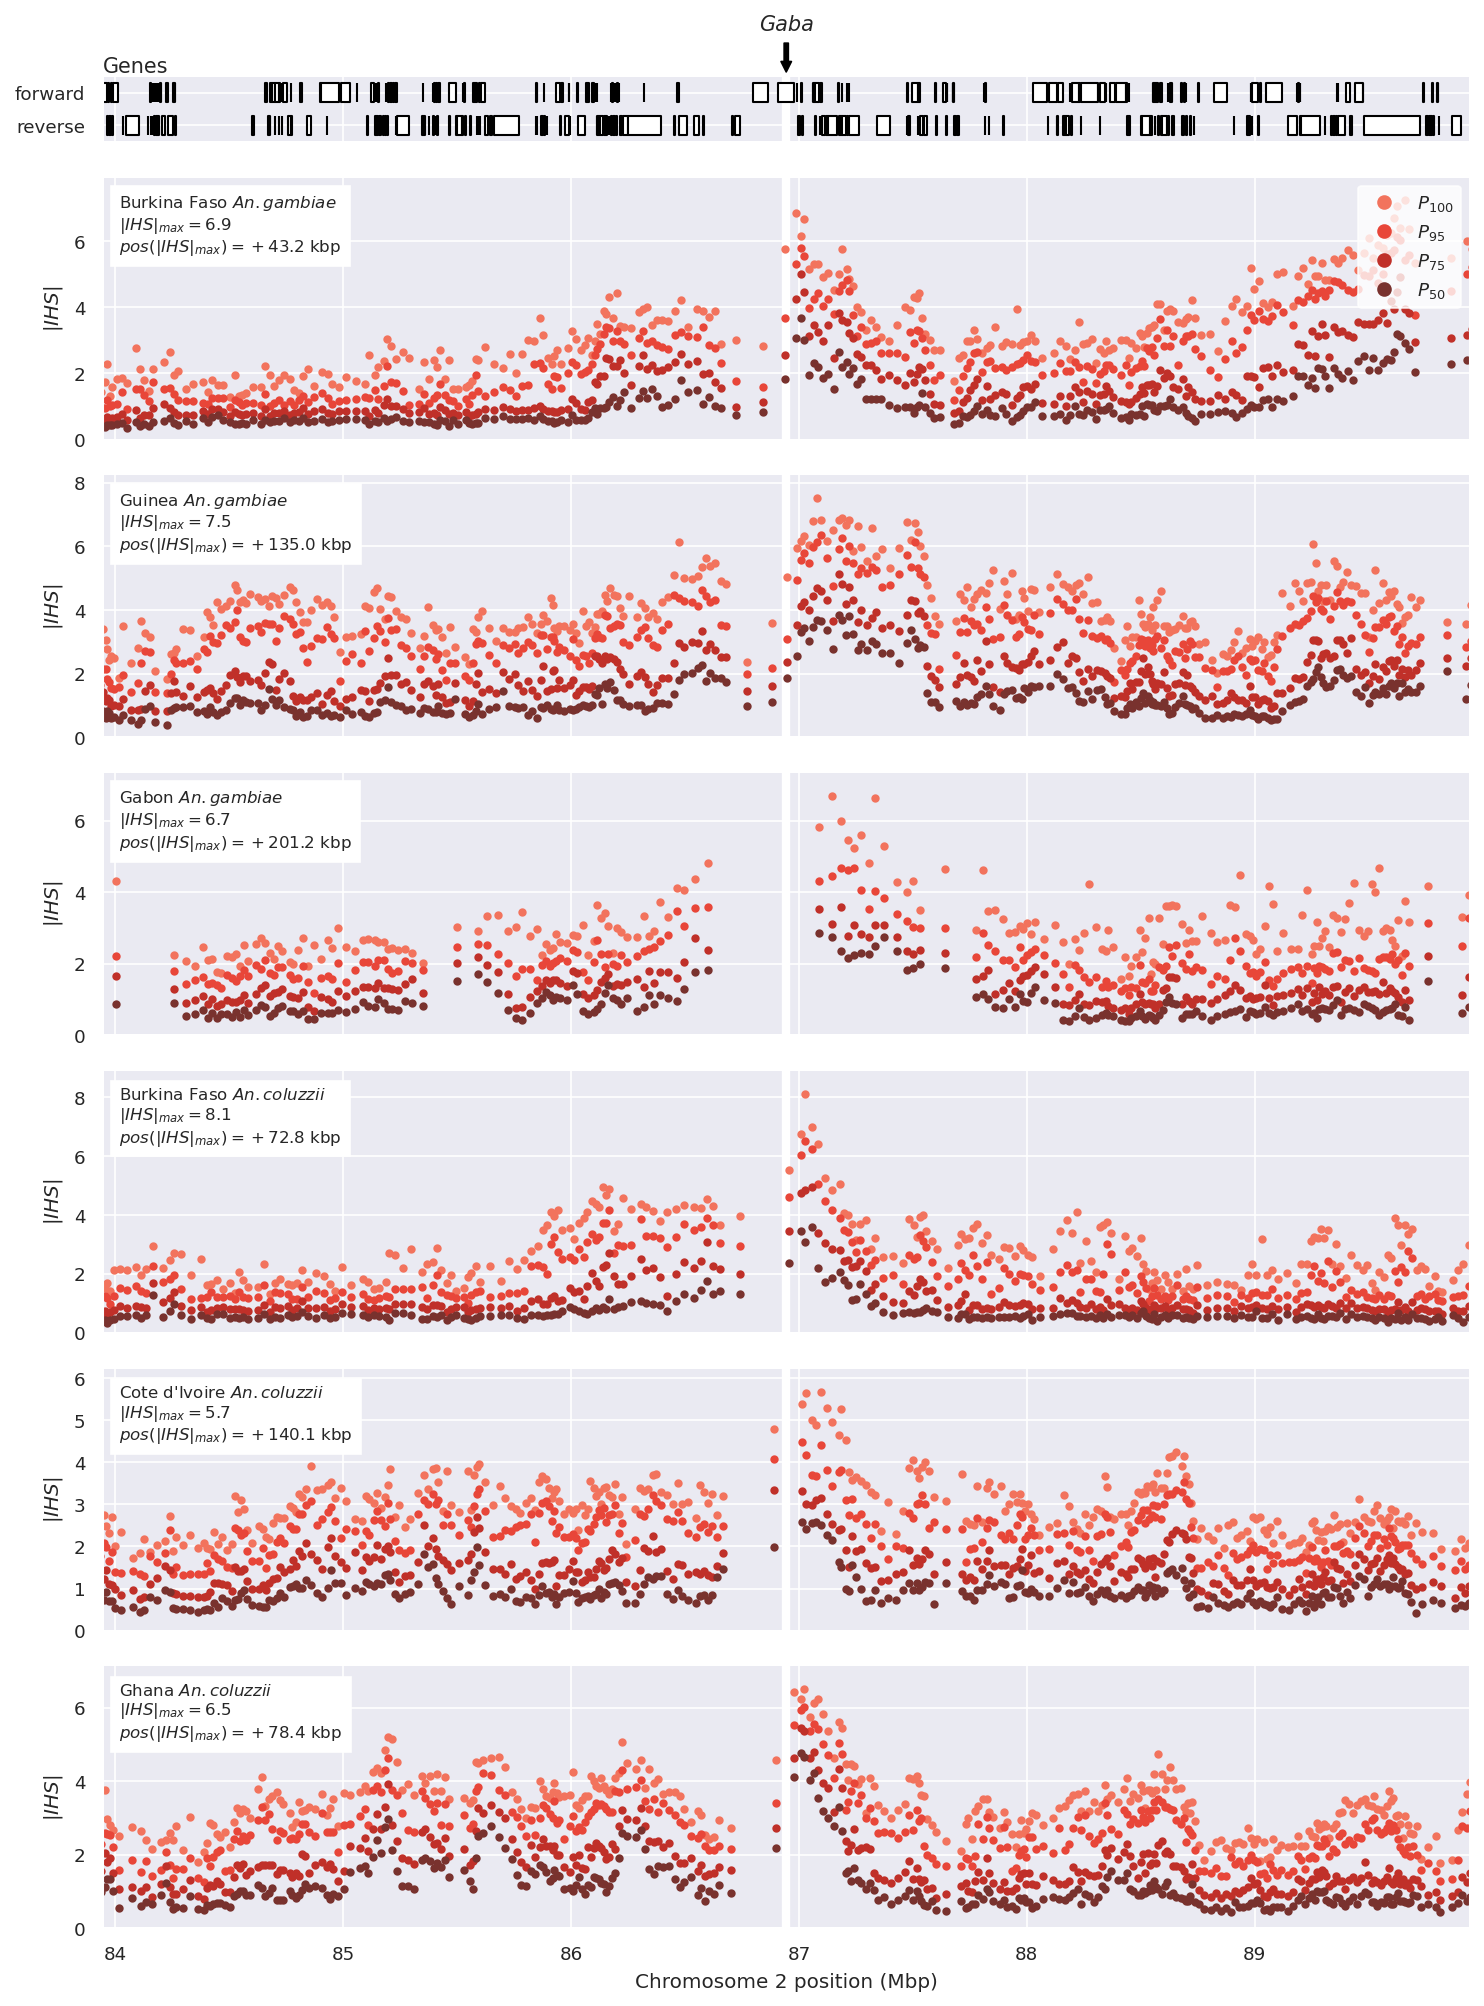 Gaba
Genes
forward
reverse
Burkina Faso An. gambiae
|IHS|max = 6.9
pos(|IHS|max) = +43.2 kbp
P100
P95
P75
P50
6
4
2
0
|IHS|
Guinea An. gambiae
|IHS|max = 7.5
pos(|IHS|max) = +135.0 kbp
8
6
4
2
0
|IHS|
Gabon An. gambiae
|IHS|max = 6.7
pos(|IHS|max) = +201.2 kbp
6
4
2
0
|IHS|
Burkina Faso An. coluzzii
|IHS|max = 8.1
pos(|IHS|max) = +72.8 kbp
8
6
4
2
0
|IHS|
Cote d'Ivoire An. coluzzii
|IHS|max = 5.7
pos(|IHS|max) = +140.1 kbp
6
5
4
3
2
1
0
|IHS|
Ghana An. coluzzii
|IHS|max = 6.5
pos(|IHS|max) = +78.4 kbp
6
4
2
0
|IHS|
84 85 86 87 88 89
Chromosome 2 position (Mbp)